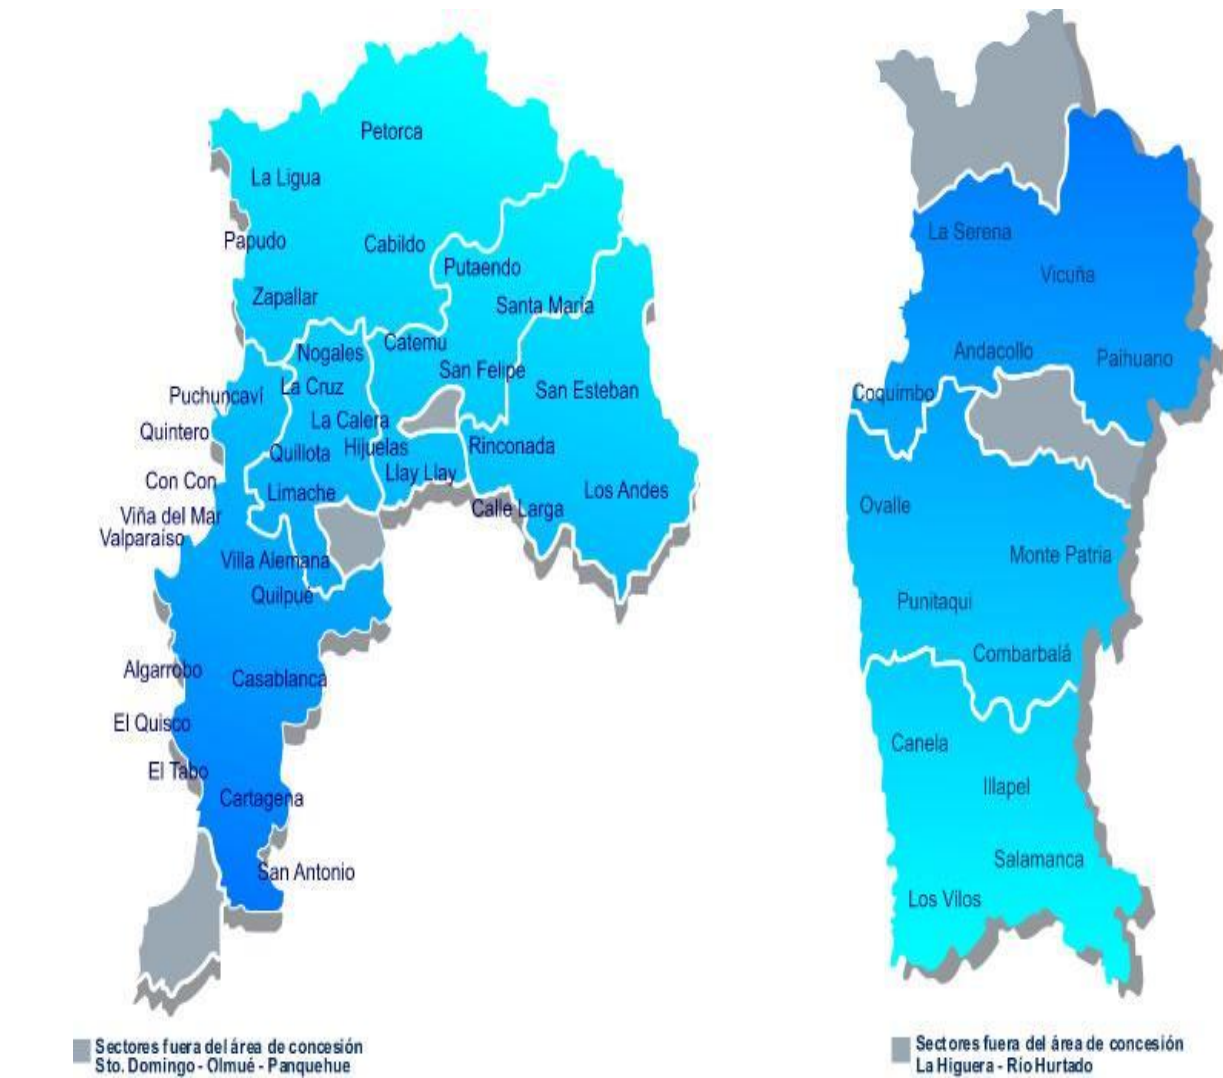 Petorca
La Ligua
Papudo
Cabildo
Putaendo
Zapallar
Santa María
Nogales
Catemu
San Felipe
La Cruz
Puchuncaví
San Esteban
La Calera
Quintero
Quillota
Hijuelas
Rinconada
Llay Llay
Con Con
Limache
Los Andes
Calle Larga
Viña del Mar
Valparaiso
Villa Alemana
Quilpué
Algarrobo
Casablanca
El Quisco
El Tabo
Cartagena
San Antonio
Sectores fuera del área de concesión
Sto. Domingo - Olmué - Panquehue
La Serena
Vicuña
Andacollo
Paihuano
Coquimbo
Ovalle
Monte Patria
Punitaqui
Combarbalá
Canela
Illapel
Salamanca
Los Vilos
Sectores fuera del área de concesión
La Higuera - Río Hurtado